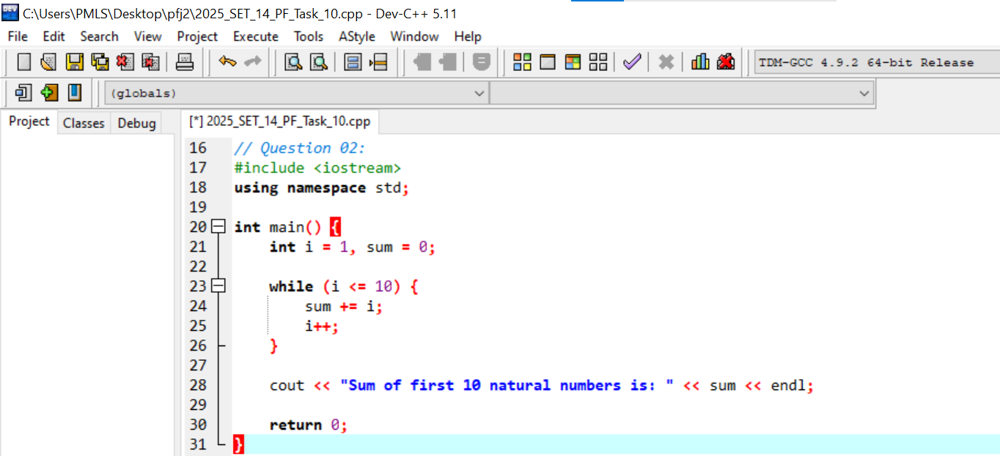 C:\Users\PMLS\Desktop\pfj2\2025_SET_14_PF_Task_10.cpp - Dev-C++ 5.11
File Edit Search View Project Execute Tools AStyle Window Help
TDM-GCC 4.9.2 64-bit Release
(globals)
Project Classes Debug [*] 2025_SET_14_PF_Task_10.cpp
16 // Question 02:
17 #include <iostream>
18 using namespace std;
19
20 int main() {
21     int i = 1, sum = 0;
22
23     while (i <= 10) {
24         sum += i;
25         i++;
26     }
27
28     cout << "Sum of first 10 natural numbers is: " << sum << endl;
29
30     return 0;
31 }